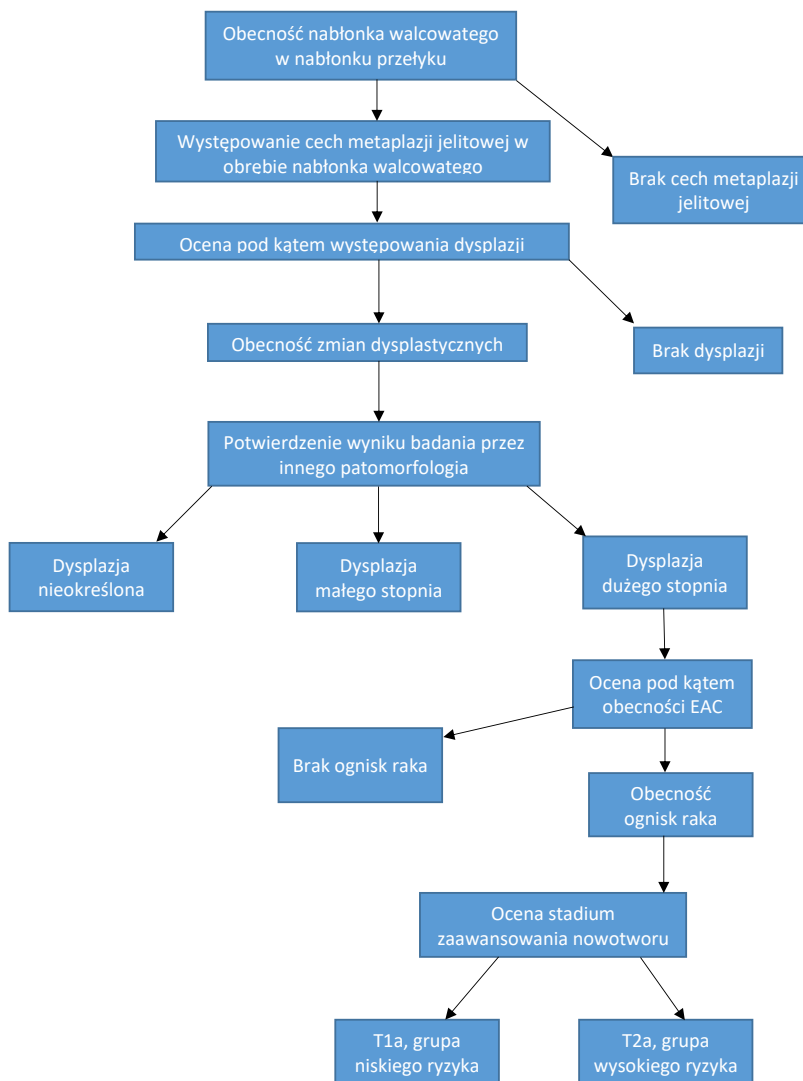 Obecność nabłonka walcowatego
w nabłonku przełyku
Występowanie cech metaplazji jelitowej w
obrębie nabłonka walcowatego
Brak cech metaplazji
jelitowej
Ocena pod kątem występowania dysplazji
Obecność zmian dysplastycznych
Brak dysplazji
Potwierdzenie wyniku badania przez
innego patomorfologia
Dysplazja
nieokreślona
Dysplazja
małego stopnia
Dysplazja
dużego stopnia
Ocena pod kątem
obecności EAC
Brak ognisk raka
Obecność
ognisk raka
Ocena stadium
zaawansowania nowotworu
T1a, grupa
niskiego ryzyka
T2a, grupa
wysokiego ryzyka